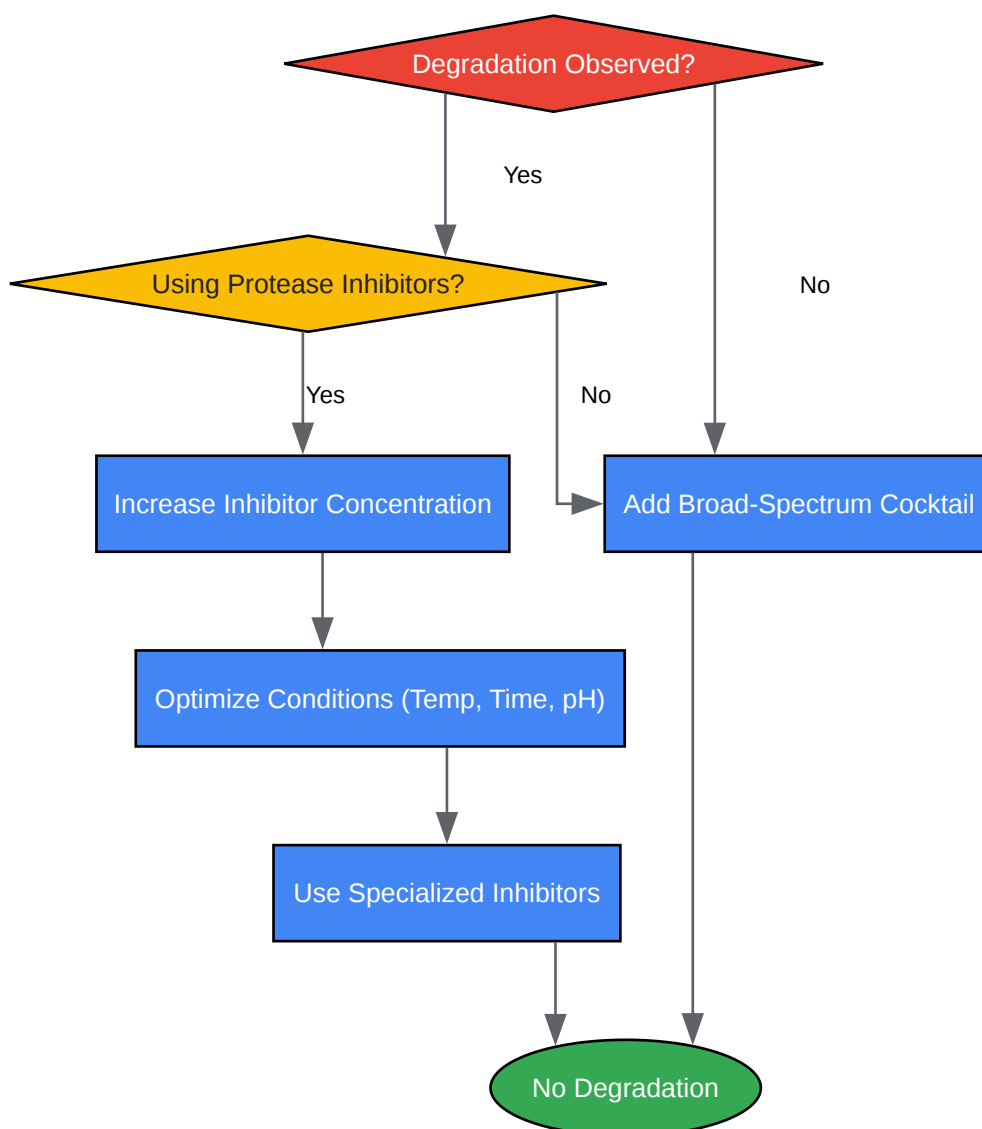 Degradation Observed?
Yes
Using Protease Inhibitors?
No
Yes
No
Increase Inhibitor Concentration
Add Broad-Spectrum Cocktail
Optimize Conditions (Temp, Time, pH)
Use Specialized Inhibitors
No Degradation